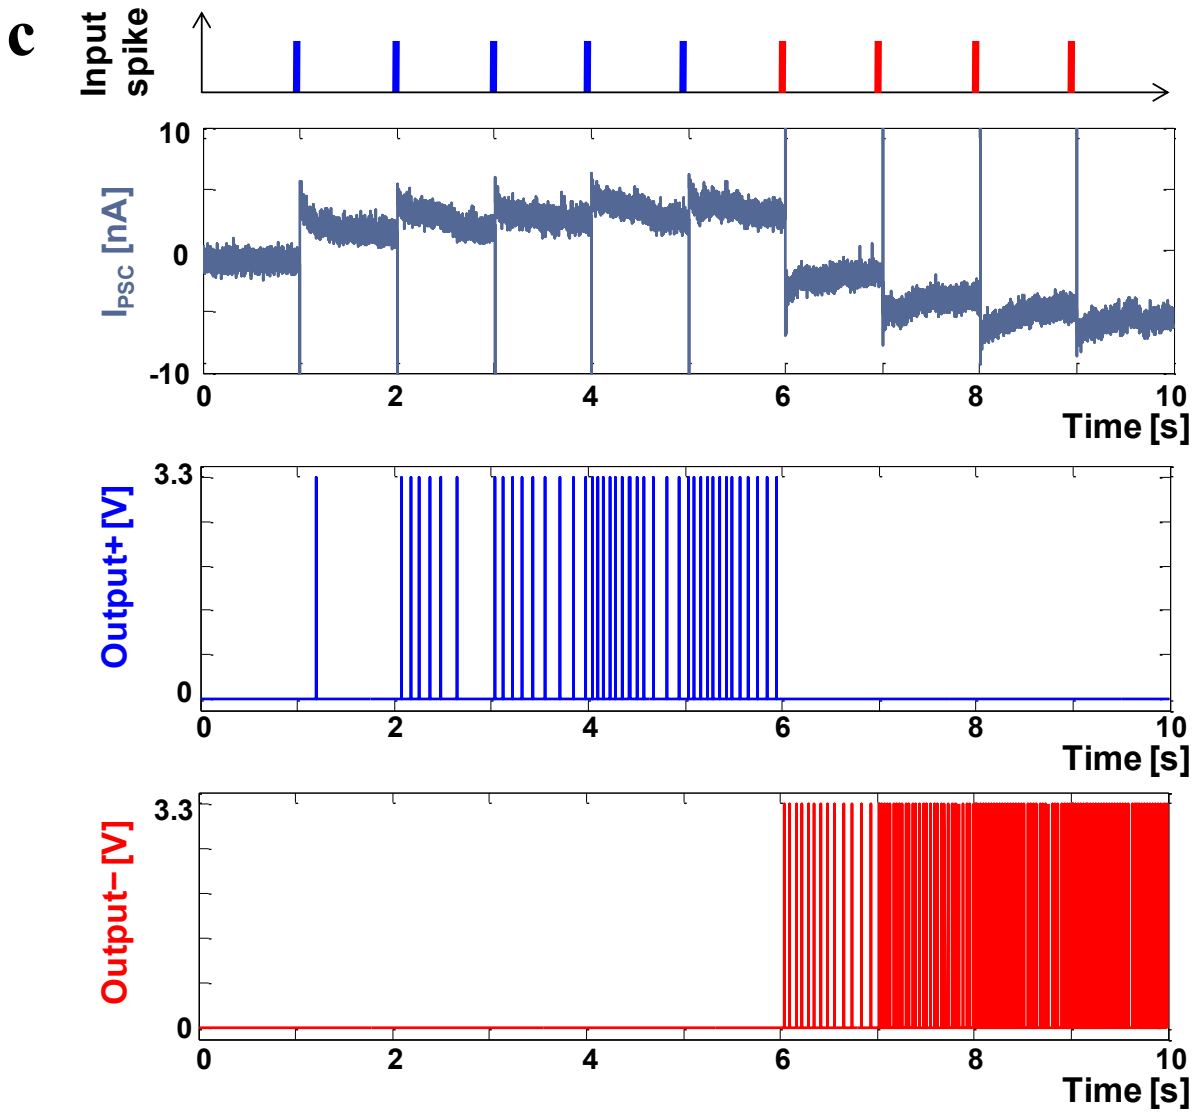 c
Input
spike
I_PSC [nA]
10
0
-10
0 2 4 6 8 10
Time [s]
Output+ [V]
3.3
0
0 2 4 6 8 10
Time [s]
Output− [V]
3.3
0
0 2 4 6 8 10
Time [s]